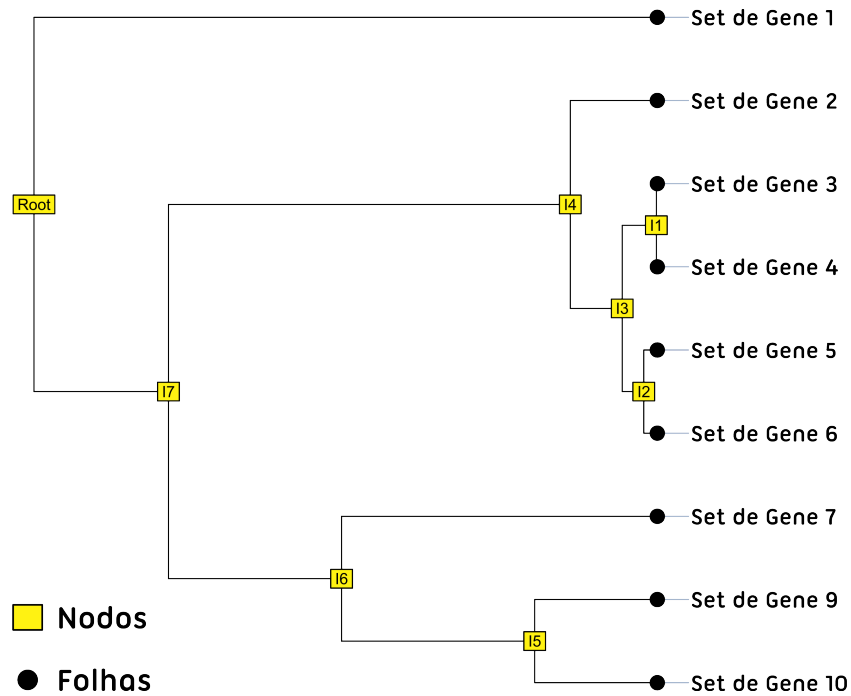 Set de Gene 1
Set de Gene 2
Set de Gene 3
Root
I4
I1
Set de Gene 4
I3
Set de Gene 5
I7
I2
Set de Gene 6
Set de Gene 7
I6
Set de Gene 9
Nodos
I5
Folhas
Set de Gene 10